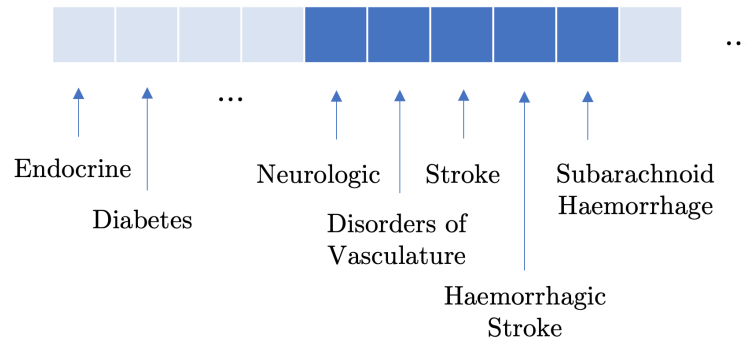 ..
...
Endocrine
Diabetes
Neurologic
Disorders of
Vasculature
Stroke
Haemorrhagic
Stroke
Subarachnoid
Haemorrhage